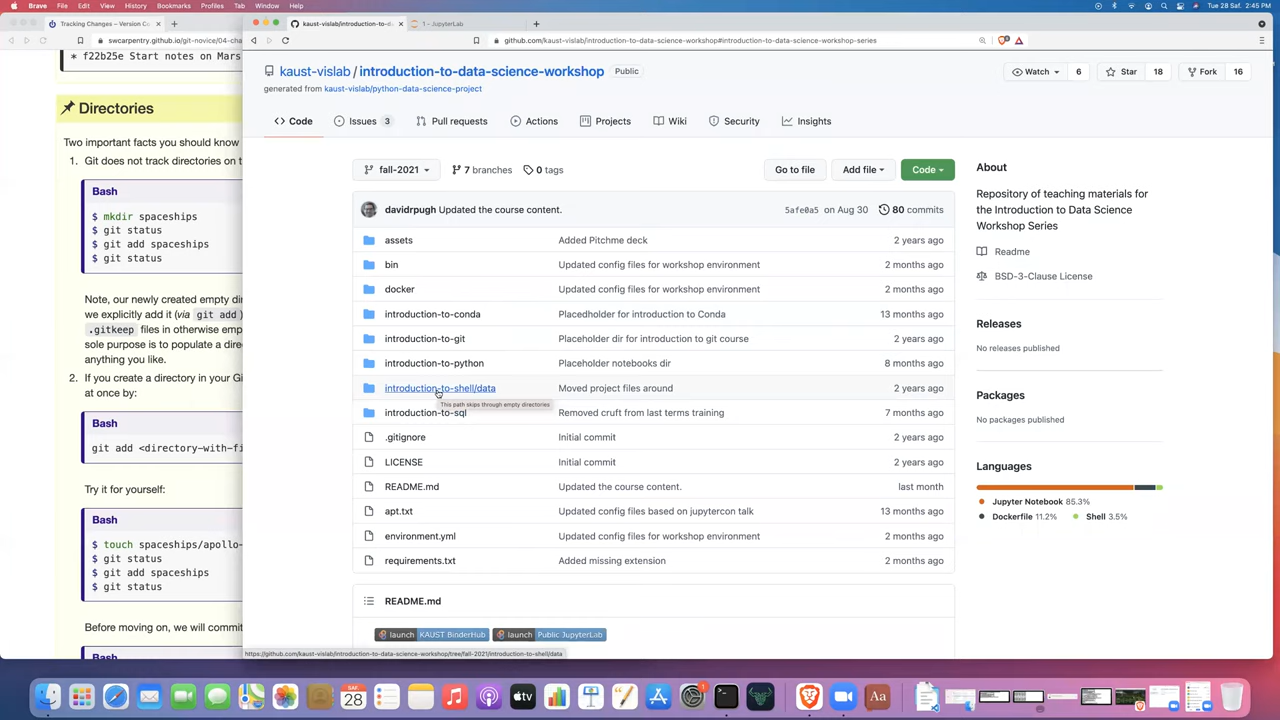 Brave File Edit View History Bookmarks Profiles Tab Window Help
Tue 28 Saf. 2:45 PM
Tracking Changes – Version Co
kaust-vislab/introduction-to-d
1 - JupyterLab
swcarpentry.github.io/git-novice/04-cha
github.com/kaust-vislab/introduction-to-data-science-workshop#introduction-to-data-science-workshop-series
* f22b25e Start notes on Mars
Directories
Two important facts you should know
1. Git does not track directories on t
Bash
$ mkdir spaceships
$ git status
$ git add spaceships
$ git status
Note, our newly created empty dir
we explicitly add it (via git add )
.gitkeep files in otherwise emp
sole purpose is to populate a dire
anything you like.
2. If you create a directory in your Gi
at once by:
Bash
git add <directory-with-fi
Try it for yourself:
Bash
$ touch spaceships/apollo-
$ git status
$ git add spaceships
$ git status
Before moving on, we will commit
Bash
kaust-vislab / introduction-to-data-science-workshop Public
generated from kaust-vislab/python-data-science-project
Watch 6 Star 18 Fork 16
Code Issues 3 Pull requests Actions Projects Wiki Security Insights
fall-2021 7 branches 0 tags Go to file Add file Code
davidrpugh Updated the course content. 5afe0a5 on Aug 30 80 commits
assets Added Pitchme deck 2 years ago
bin Updated config files for workshop environment 2 months ago
docker Updated config files for workshop environment 2 months ago
introduction-to-conda Placedholder for introduction to Conda 13 months ago
introduction-to-git Placeholder dir for introduction to git course 2 years ago
introduction-to-python Placeholder notebooks dir 8 months ago
introduction-to-shell/data Moved project files around 2 years ago
This path skips through empty directories
introduction-to-sql Removed cruft from last terms training 7 months ago
.gitignore Initial commit 2 years ago
LICENSE Initial commit 2 years ago
README.md Updated the course content. last month
apt.txt Updated config files based on jupytercon talk 13 months ago
environment.yml Updated config files for workshop environment 2 months ago
requirements.txt Added missing extension 2 months ago
README.md
launch KAUST BinderHub launch Public JupyterLab
https://github.com/kaust-vislab/introduction-to-data-science-workshop/tree/fall-2021/introduction-to-shell/data
About
Repository of teaching materials for
the Introduction to Data Science
Workshop Series
Readme
BSD-3-Clause License
Releases
No releases published
Packages
No packages published
Languages
Jupyter Notebook 85.3%
Dockerfile 11.2% Shell 3.5%
SAF.
28
tv
1
Aa